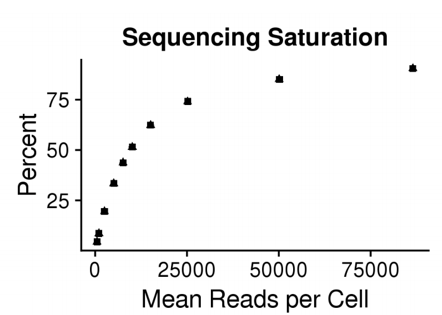 Sequencing Saturation
Percent
75
50
25
0
25000
50000
75000
Mean Reads per Cell